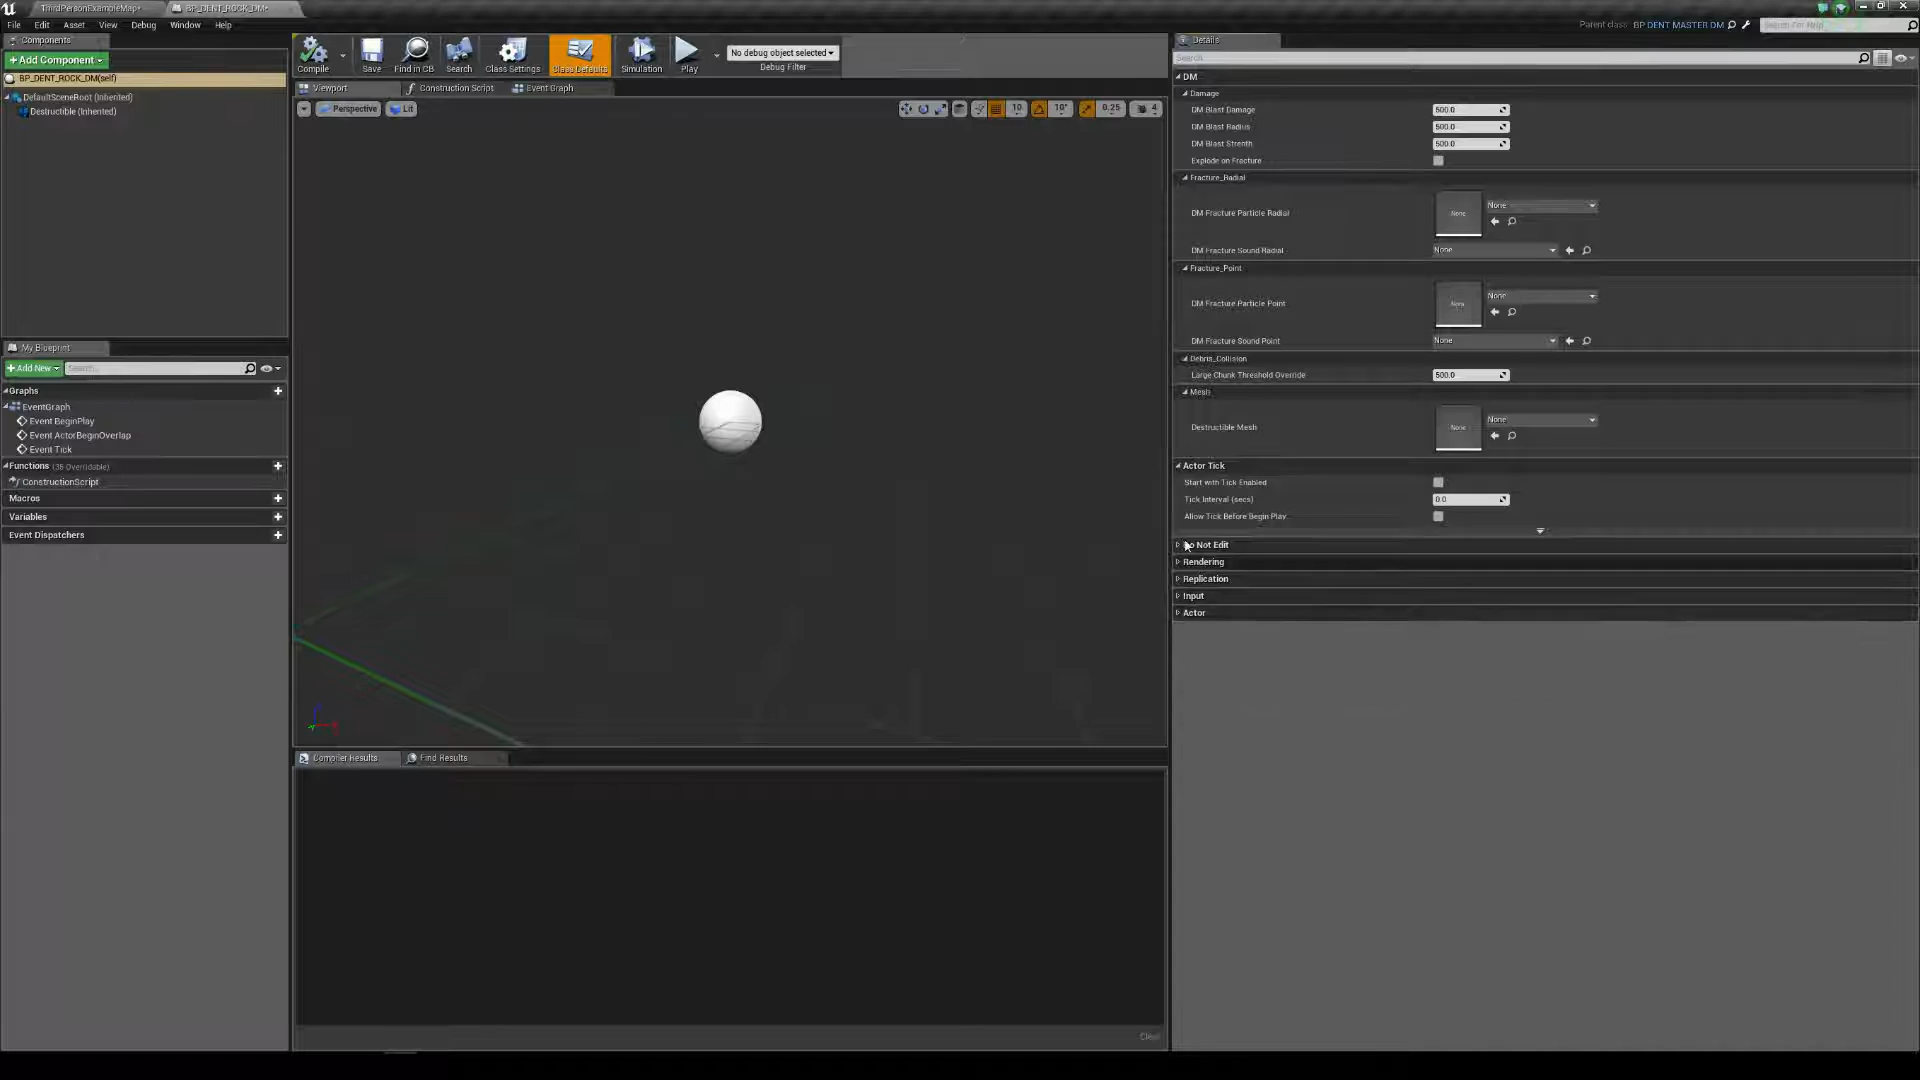 ThirdPersonExampleMap*
BP_DENT_ROCK_DM*
File Edit Asset View Debug Window Help
Parent class: BP DENT MASTER DM
Search For Help
Components
+Add Component
BP_DENT_ROCK_DM(self)
DefaultSceneRoot (Inherited)
Destructible (Inherited)
My Blueprint
+Add New Search
Graphs
EventGraph
Event BeginPlay
Event ActorBeginOverlap
Event Tick
Functions (36 Overridable)
ConstructionScript
Macros
Variables
Event Dispatchers
Compile Save Find in CB Search Class Settings Class Defaults Simulation Play
No debug object selected
Debug Filter
Viewport Construction Script Event Graph
Perspective Lit
10 10° 0.25 4
Compiler Results Find Results
Clear
Details
Search
DM
Damage
DM Blast Damage 500.0
DM Blast Radius 500.0
DM Blast Strenth 500.0
Explode on Fracture
Fracture_Radial
DM Fracture Particle Radial None None
DM Fracture Sound Radial None
Fracture_Point
DM Fracture Particle Point None None
DM Fracture Sound Point None
Debris_Collision
Large Chunk Threshold Override 500.0
Mesh
Destructible Mesh None None
Actor Tick
Start with Tick Enabled
Tick Interval (secs) 0.0
Allow Tick Before Begin Play
Not Edit
Rendering
Replication
Input
Actor